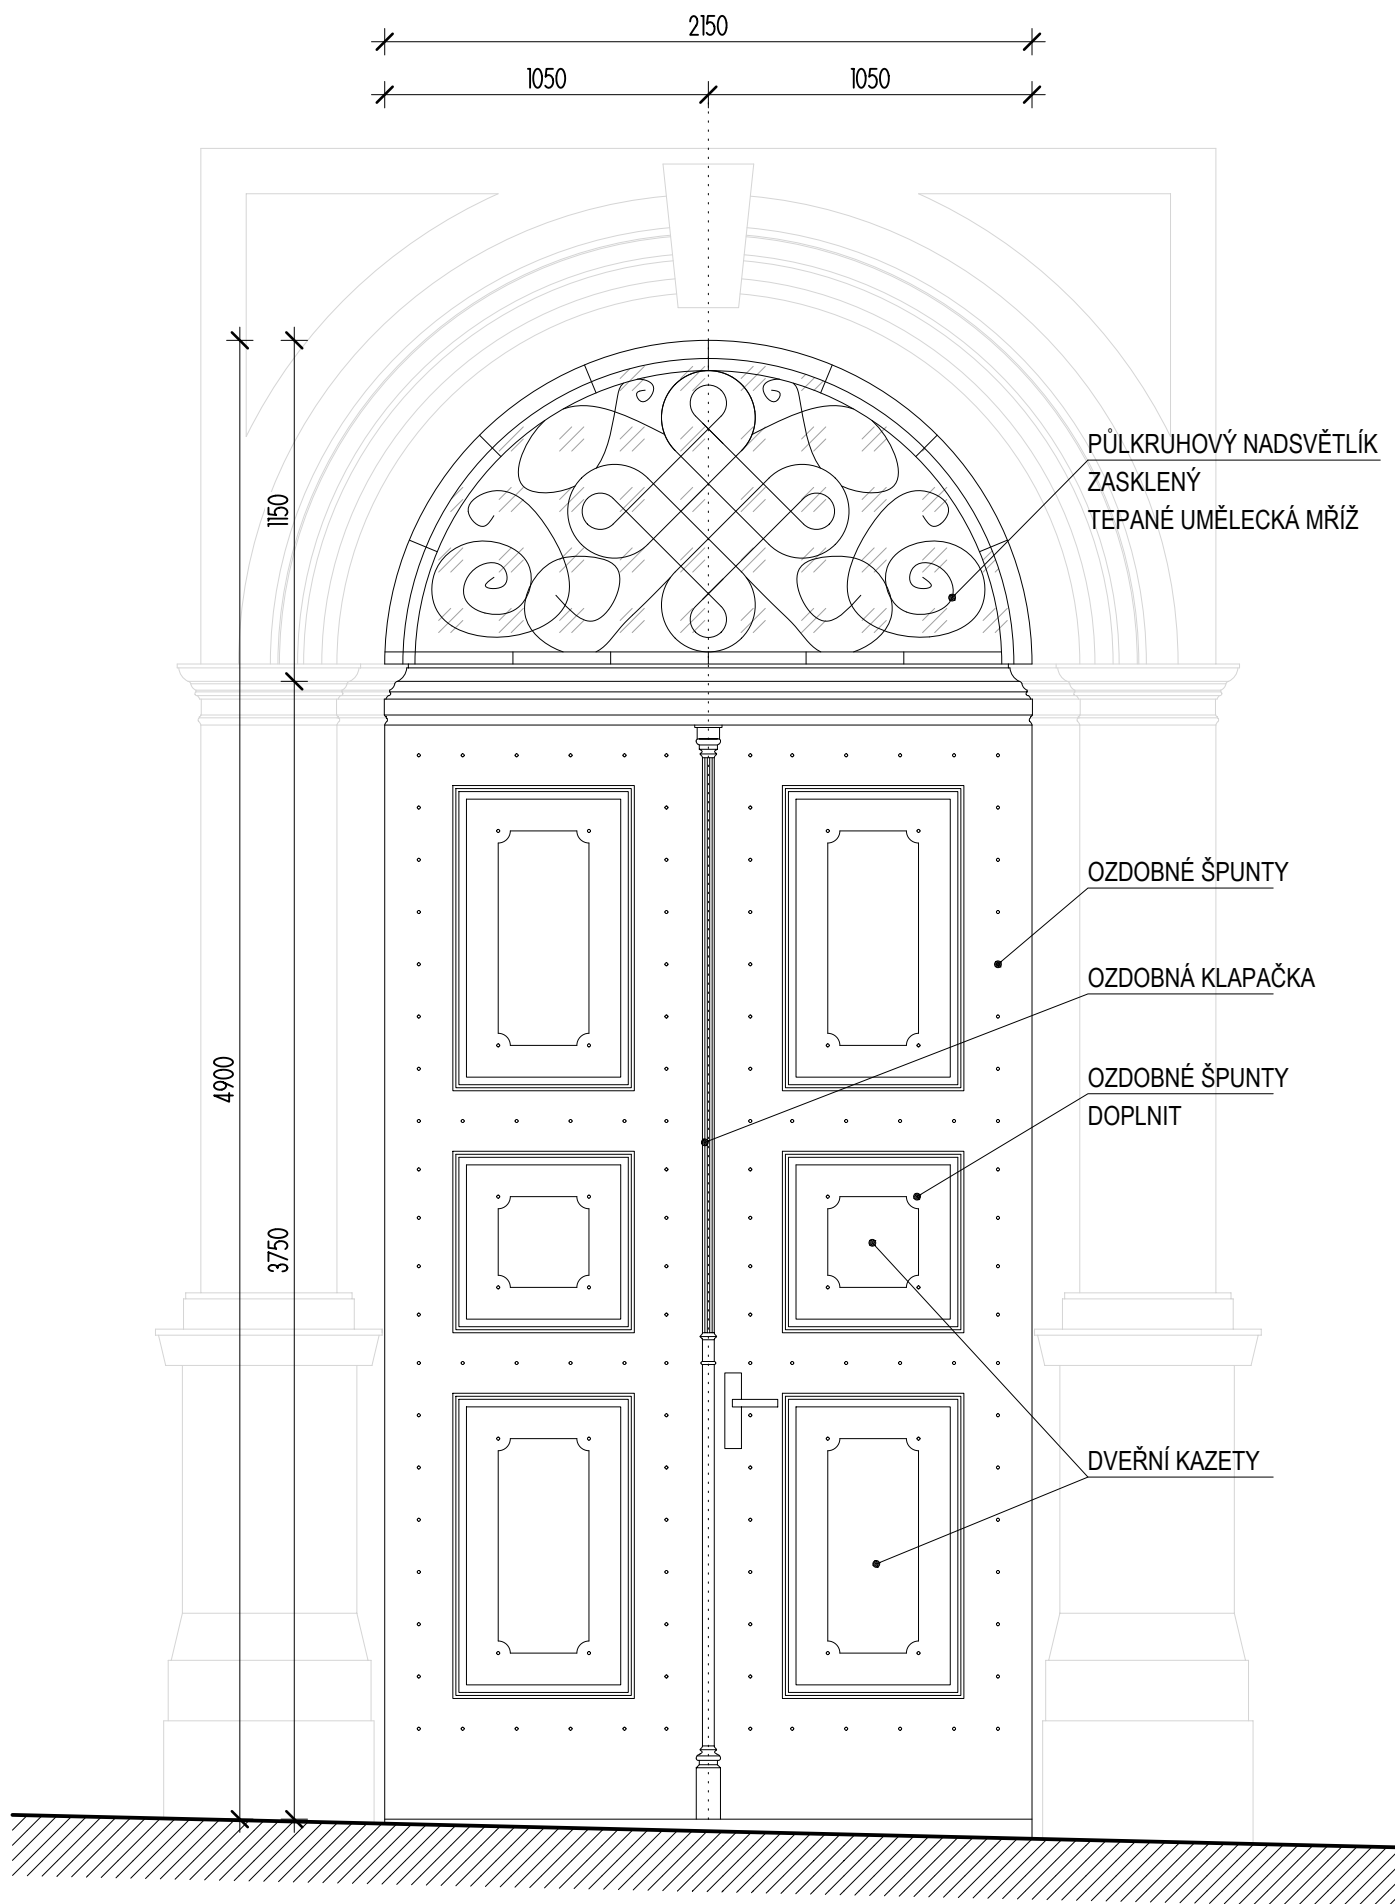 2150
1050
1050
PŮLKRUHOVÝ NADSVĚTLÍK
ZASKLENÝ
TEPANÉ UMĚLECKÁ MŘÍŽ
1150
OZDOBNÉ ŠPUNTY
OZDOBNÁ KLAPAČKA
4900
OZDOBNÉ ŠPUNTY
DOPLNIT
3750
DVEŘNÍ KAZETY